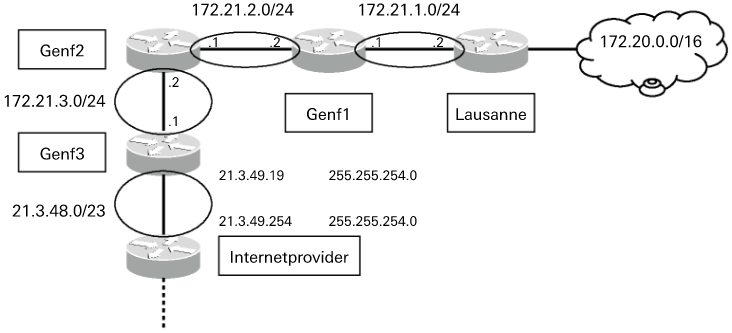 172.21.2.0/24 172.21.1.0/24
Genf2 .1 .2 .1 .2 172.20.0.0/16
.2
172.21.3.0/24
.1 Genf1 Lausanne
Genf3
21.3.49.19 255.255.254.0
21.3.48.0/23
21.3.49.254 255.255.254.0
Internetprovider